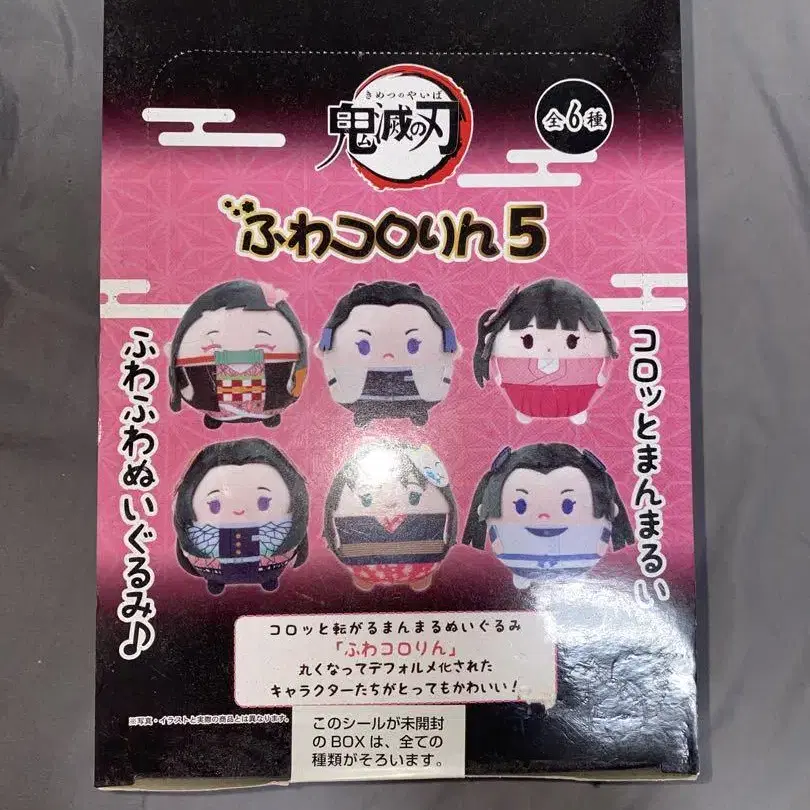 きめつのやいば
鬼滅の刃
全6種
ふわコロりん5
ふわふわぬいぐるみ♪
コロッとまんまるい
コロッと転がるまんまるぬいぐるみ
「ふわコロりん」
丸くなってデフォルメ化された
キャラクターたちがとってもかわいい!
※写真・イラストと実際の商品とは異なります。
このシールが未開封
のBOXは、全ての
種類がそろいます。